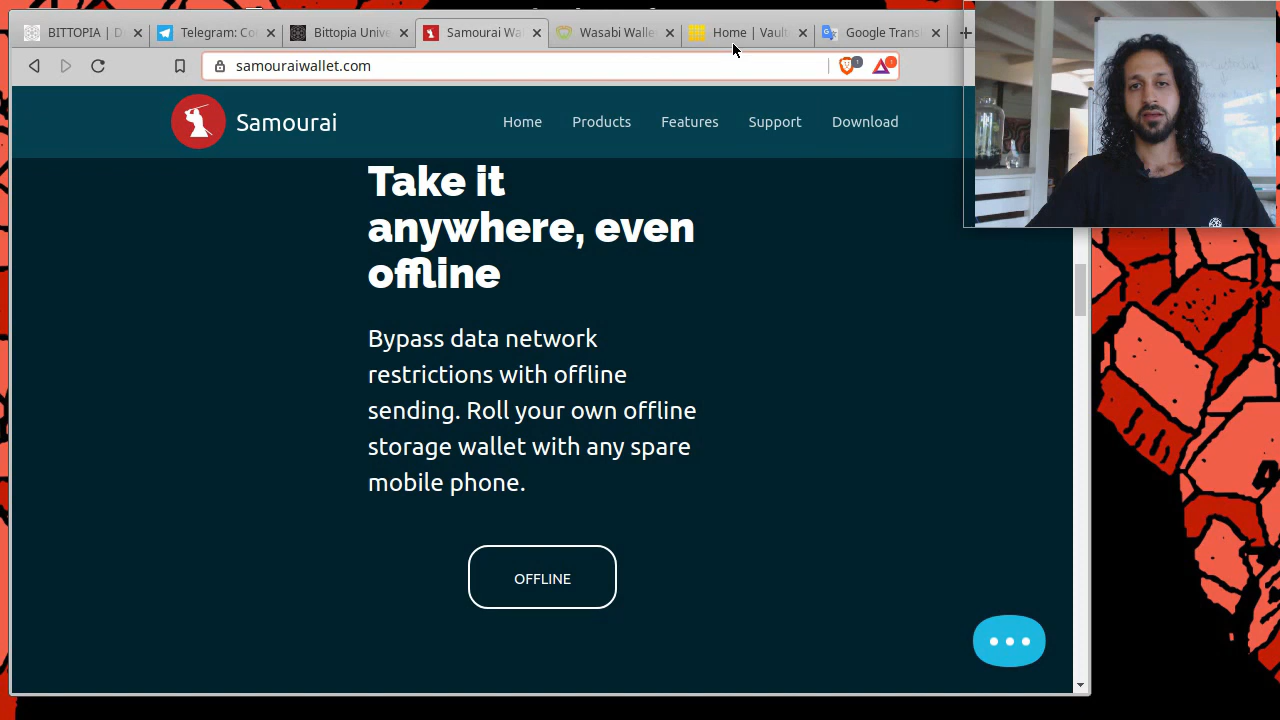 BITTOPIA | D
Telegram: Co
Bittopia Unive
Samourai Wa
Wasabi Walle
Home | Vault
Google Trans
samouraiwallet.com
Samourai
Home
Products
Features
Support
Download
Take it
anywhere, even
offline
Bypass data network
restrictions with offline
sending. Roll your own offline
storage wallet with any spare
mobile phone.
OFFLINE